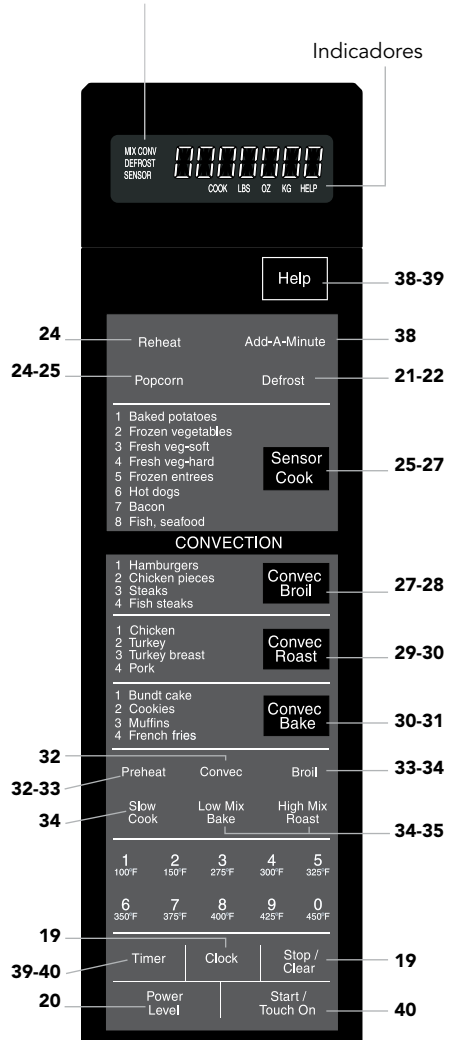 Indicadores
MIX CONV
DEFROST
SENSOR
COOK LBS OZ KG HELP
Help 38-39
24 Reheat Add-A-Minute 38
24-25 Popcorn Defrost 21-22
1 Baked potatoes
2 Frozen vegetables
3 Fresh veg-soft
4 Fresh veg-hard
5 Frozen entrees
6 Hot dogs
7 Bacon
8 Fish, seafood
Sensor
Cook
25-27
CONVECTION
1 Hamburgers
2 Chicken pieces
3 Steaks
4 Fish steaks
Convec
Broil
27-28
1 Chicken
2 Turkey
3 Turkey breast
4 Pork
Convec
Roast
29-30
1 Bundt cake
2 Cookies
3 Muffins
4 French fries
Convec
Bake
30-31
32
Preheat Convec Broil 33-34
32-33
34
Slow
Cook
Low Mix
Bake
High Mix
Roast
34-35
1 2 3 4 5
100°F 150°F 275°F 300°F 325°F
6 7 8 9 0
350°F 375°F 400°F 425°F 450°F
19
39-40
Timer Clock
Stop /
Clear
19
20
Power
Level
Start /
Touch On
40